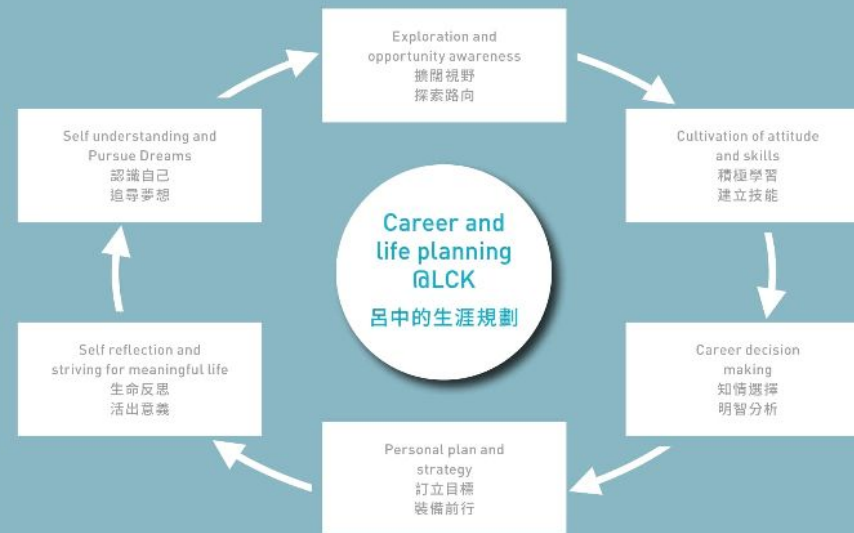 Exploration and
opportunity awareness
擴闊視野
探索路向
Self understanding and
Pursue Dreams
認識自己
追尋夢想
Cultivation of attitude
and skills
積極學習
建立技能
Career and
life planning
@LCK
呂中的生涯規劃
Self reflection and
striving for meaningful life
生命反思
活出意義
Career decision
making
知情選擇
明智分析
Personal plan and
strategy
訂立目標
裝備前行